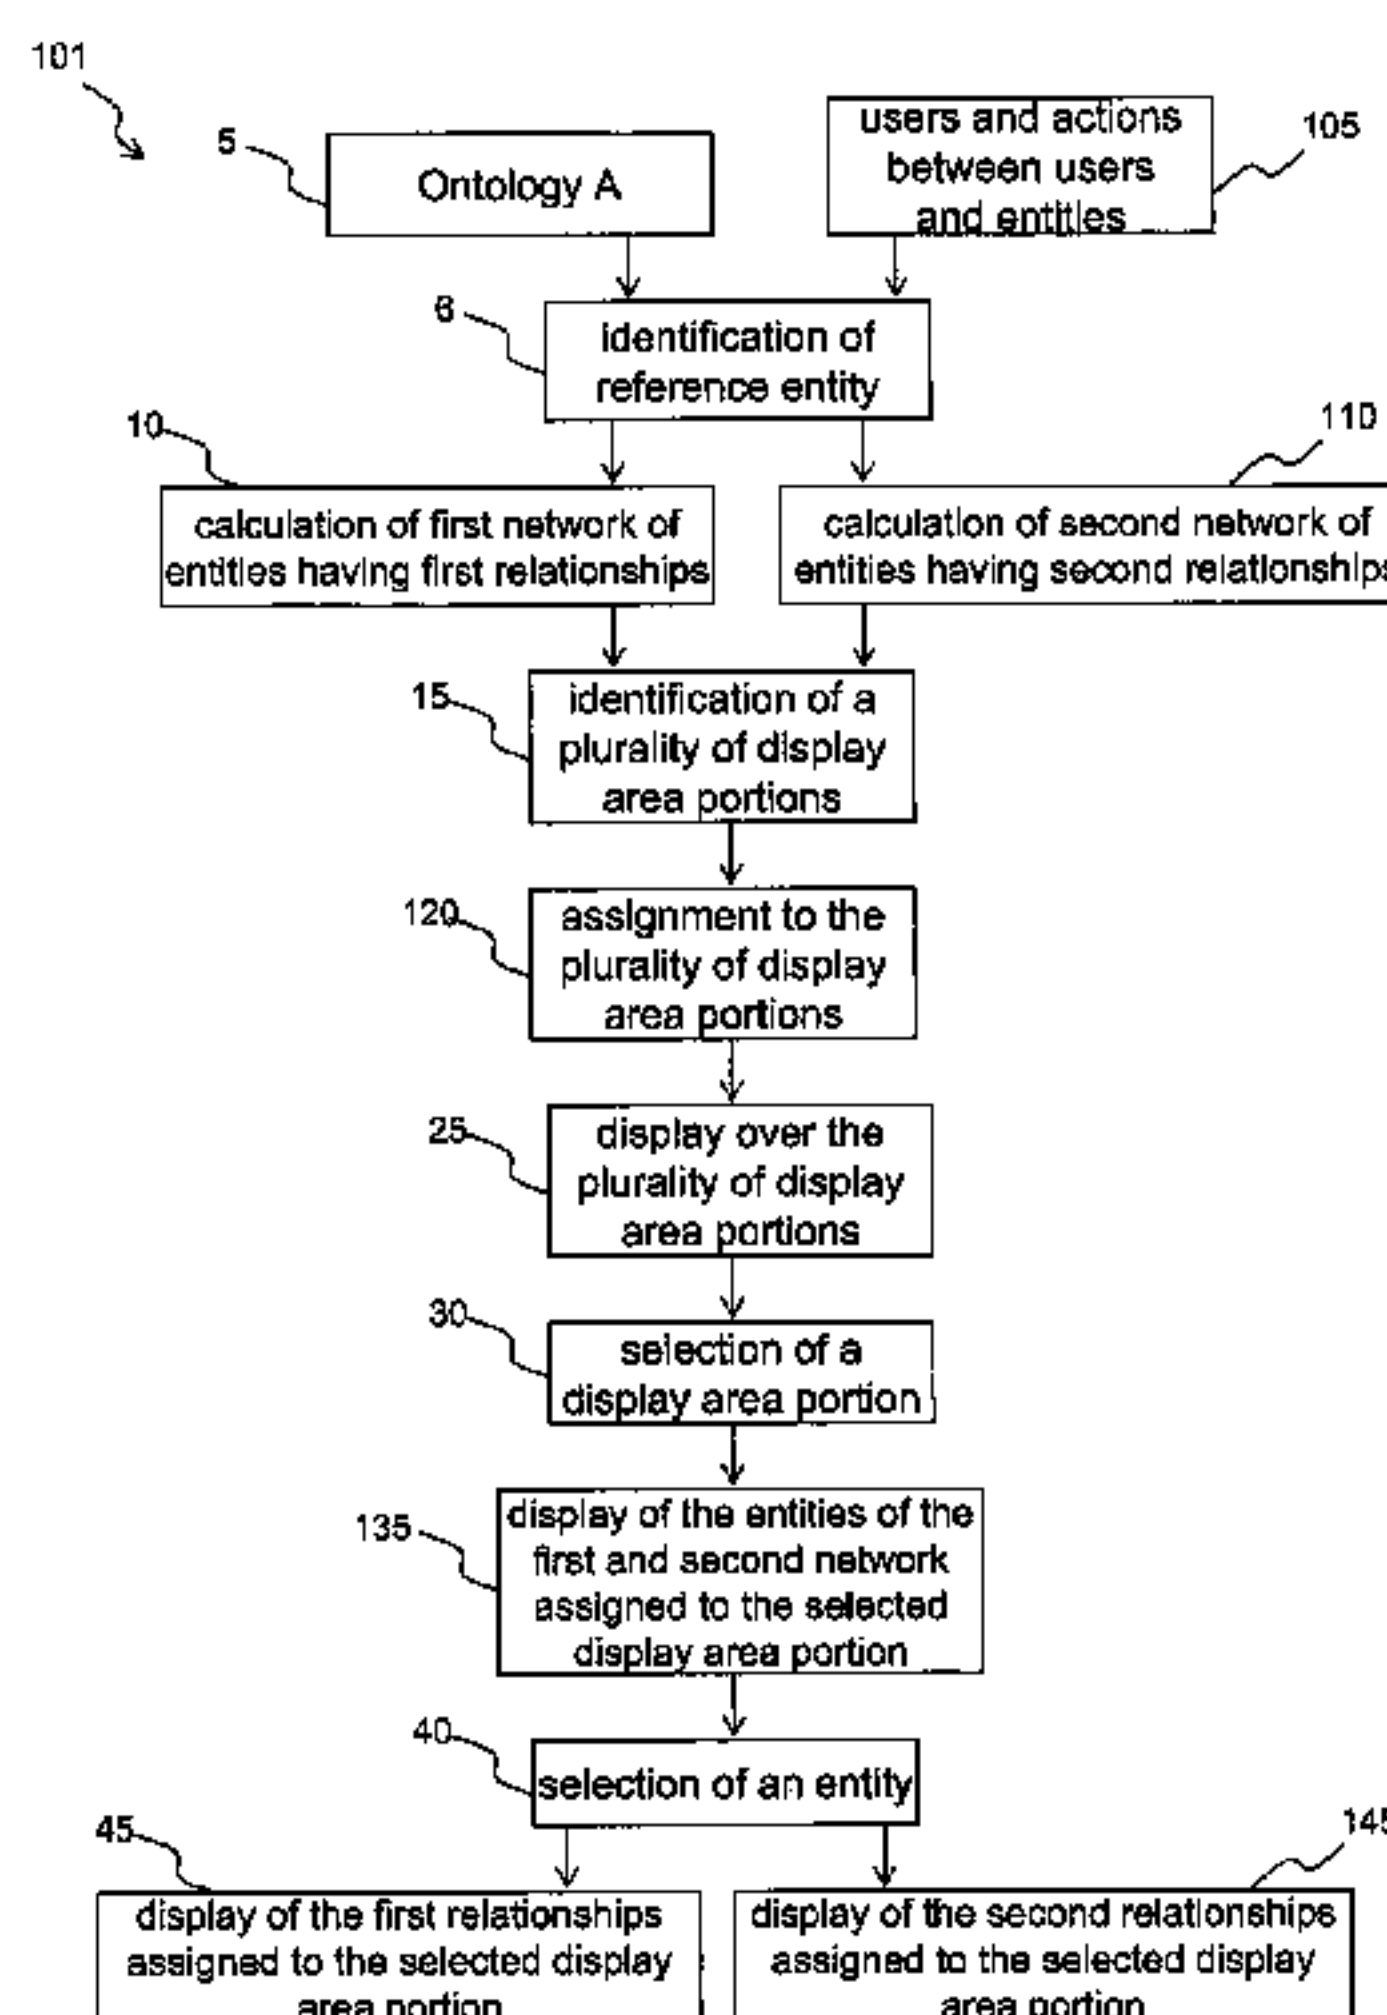 101
5
Ontology A
users and actions
between users
and entities
105
6
identification of
reference entity
10
calculation of first network of
entities having first relationships
110
calculation of second network of
entities having second relationships
15
identification of a
plurality of display
area portions
120
assignment to the
plurality of display
area portions
25
display over the
plurality of display
area portions
30
selection of a
display area portion
135
display of the entities of the
first and second network
assigned to the selected
display area portion
40
selection of an entity
45
display of the first relationships
assigned to the selected display
area portion
145
display of the second relationships
assigned to the selected display
area portion